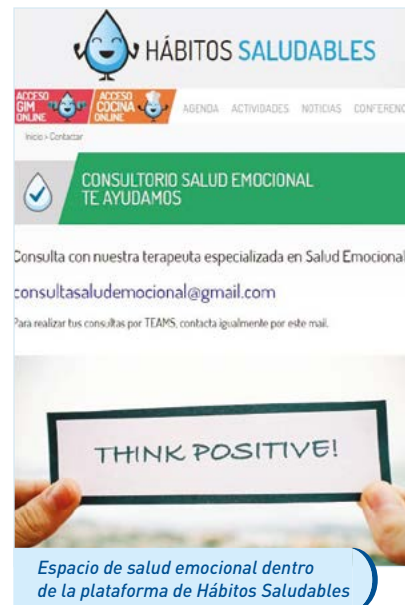 HÁBITOS SALUDABLES
ACCESO GIM ONLINE
ACCESO COCINA ONLINE
AGENDA ACTIVIDADES NOTICIAS CONFERENC
Inicio > Contactar
CONSULTORIO SALUD EMOCIONAL
TE AYUDAMOS
Consulta con nuestra terapeuta especializada en Salud Emocional
consultasaludemocional@gmail.com
Para realizar tus consultas por TEAMS, contacta igualmente por este mail.
THINK POSITIVE!
Espacio de salud emocional dentro
de la plataforma de Hábitos Saludables